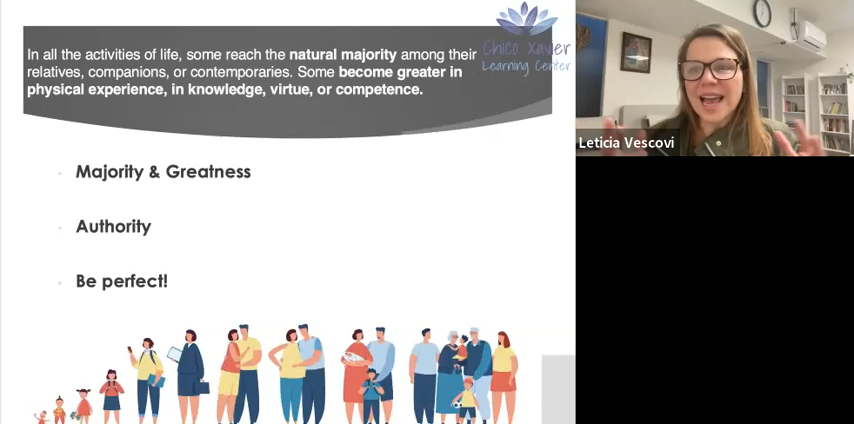 In all the activities of life, some reach the natural majority among their
relatives, companions, or contemporaries. Some become greater in
physical experience, in knowledge, virtue, or competence.
Chico Xavier
Learning Center
Majority & Greatness
Authority
Be perfect!
Leticia Vescovi